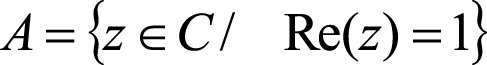 A = {z ∈ C / Re(z) = 1}